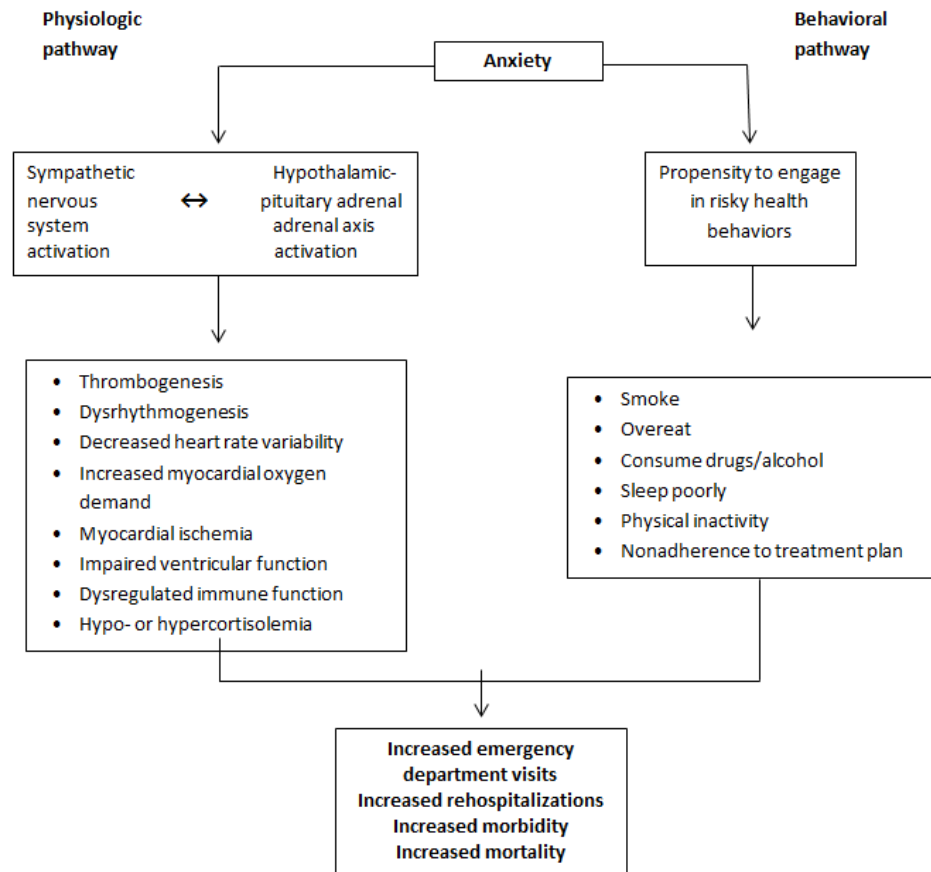 Physiologic
pathway
Behavioral
pathway
Anxiety
Sympathetic
nervous
system
activation
↔
Hypothalamic-
pituitary adrenal
adrenal axis
activation
Propensity to engage
in risky health
behaviors
• Thrombogenesis
• Dysrhythmogenesis
• Decreased heart rate variability
• Increased myocardial oxygen
demand
• Myocardial ischemia
• Impaired ventricular function
• Dysregulated immune function
• Hypo- or hypercortisolemia
• Smoke
• Overeat
• Consume drugs/alcohol
• Sleep poorly
• Physical inactivity
• Nonadherence to treatment plan
Increased emergency
department visits
Increased rehospitalizations
Increased morbidity
Increased mortality